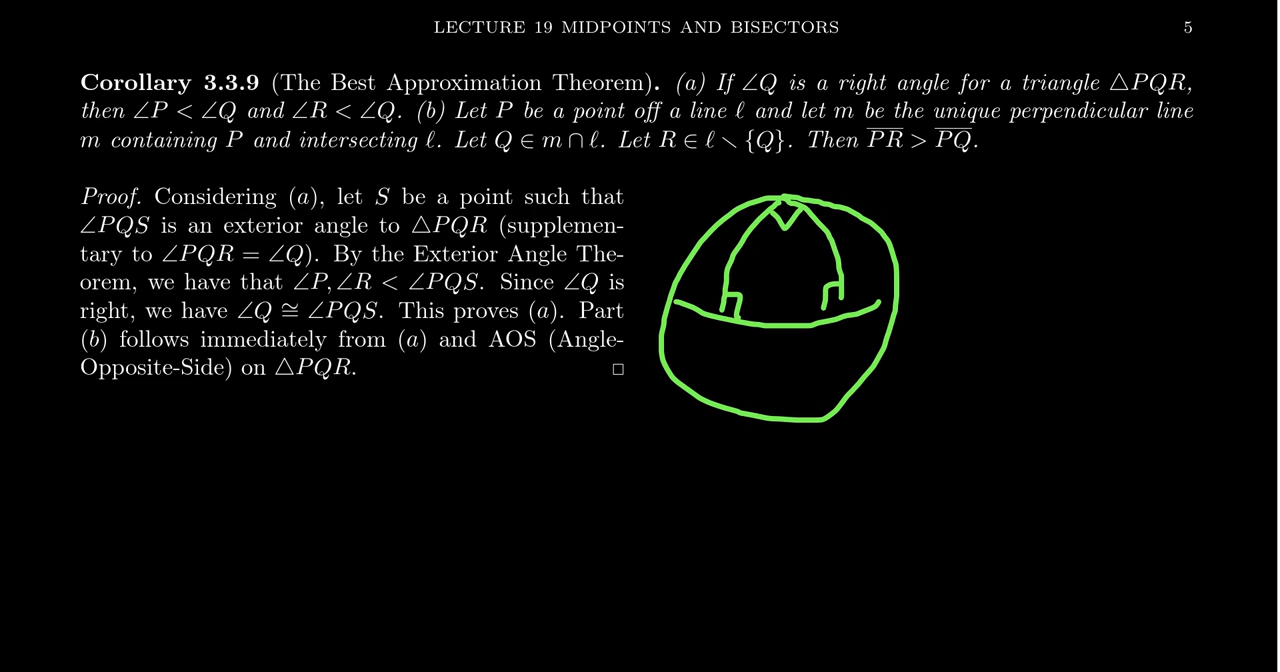 LECTURE 19 MIDPOINTS AND BISECTORS 5
Corollary 3.3.9 (The Best Approximation Theorem). (a) If ∠Q is a right angle for a triangle △PQR,
then ∠P < ∠Q and ∠R < ∠Q. (b) Let P be a point off a line ℓ and let m be the unique perpendicular line
m containing P and intersecting ℓ. Let Q ∈ m ∩ ℓ. Let R ∈ ℓ ∖ {Q}. Then P̅R̅ > P̅Q̅.
Proof. Considering (a), let S be a point such that
∠PQS is an exterior angle to △PQR (supplemen-
tary to ∠PQR = ∠Q). By the Exterior Angle The-
orem, we have that ∠P, ∠R < ∠PQS. Since ∠Q is
right, we have ∠Q ≅ ∠PQS. This proves (a). Part
(b) follows immediately from (a) and AOS (Angle-
Opposite-Side) on △PQR. □